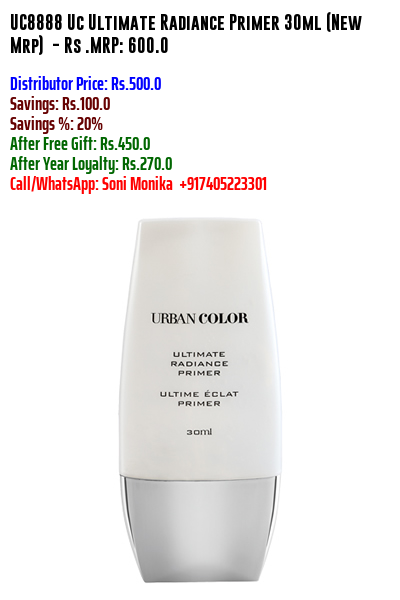 UC8888 Uc Ultimate Radiance Primer 30ml (New
Mrp) - Rs .MRP: 600.0
Distributor Price: Rs.500.0
Savings: Rs.100.0
Savings %: 20%
After Free Gift: Rs.450.0
After Year Loyalty: Rs.270.0
Call/WhatsApp: Soni Monika +917405223301
URBAN COLOR
ULTIMATE
RADIANCE
PRIMER
ULTIME ÉCLAT
PRIMER
30ml